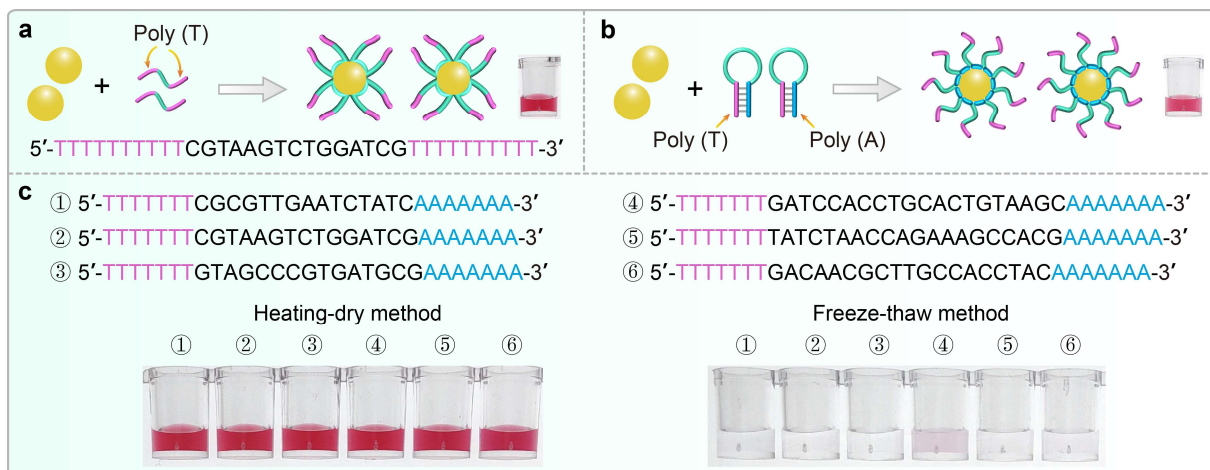 a
Poly (T)
+
5′-TTTTTTTTTTCGTAAGTCTGGATCGTTTTTTTTTT-3′
b
+
Poly (T)
Poly (A)
c
① 5′-TTTTTTTCGCGTTGAATCTATCAAAAAAA-3′
② 5′-TTTTTTTCGTAAGTCTGGATCGAAAAAAA-3′
③ 5′-TTTTTTTGTAGCCCGTGATGCGAAAAAAA-3′
④ 5′-TTTTTTTGATCCACCTGCACTGTAAGCAAAAAAA-3′
⑤ 5′-TTTTTTTTATCTAACCAGAAAGCCACGAAAAAAA-3′
⑥ 5′-TTTTTTTGACAACGCTTGCCACCTACAAAAAAA-3′
Heating-dry method
① ② ③ ④ ⑤ ⑥
Freeze-thaw method
① ② ③ ④ ⑤ ⑥